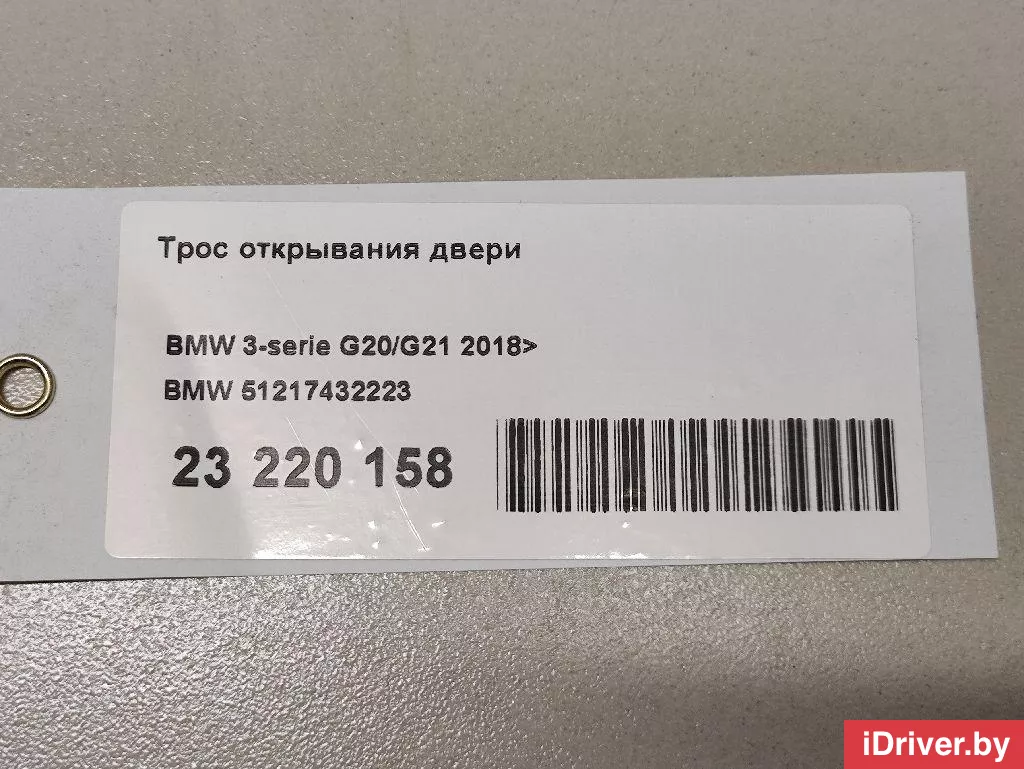 Трос открывания двери
BMW 3-serie G20/G21 2018>
BMW 51217432223
23 220 158
iDriver.by